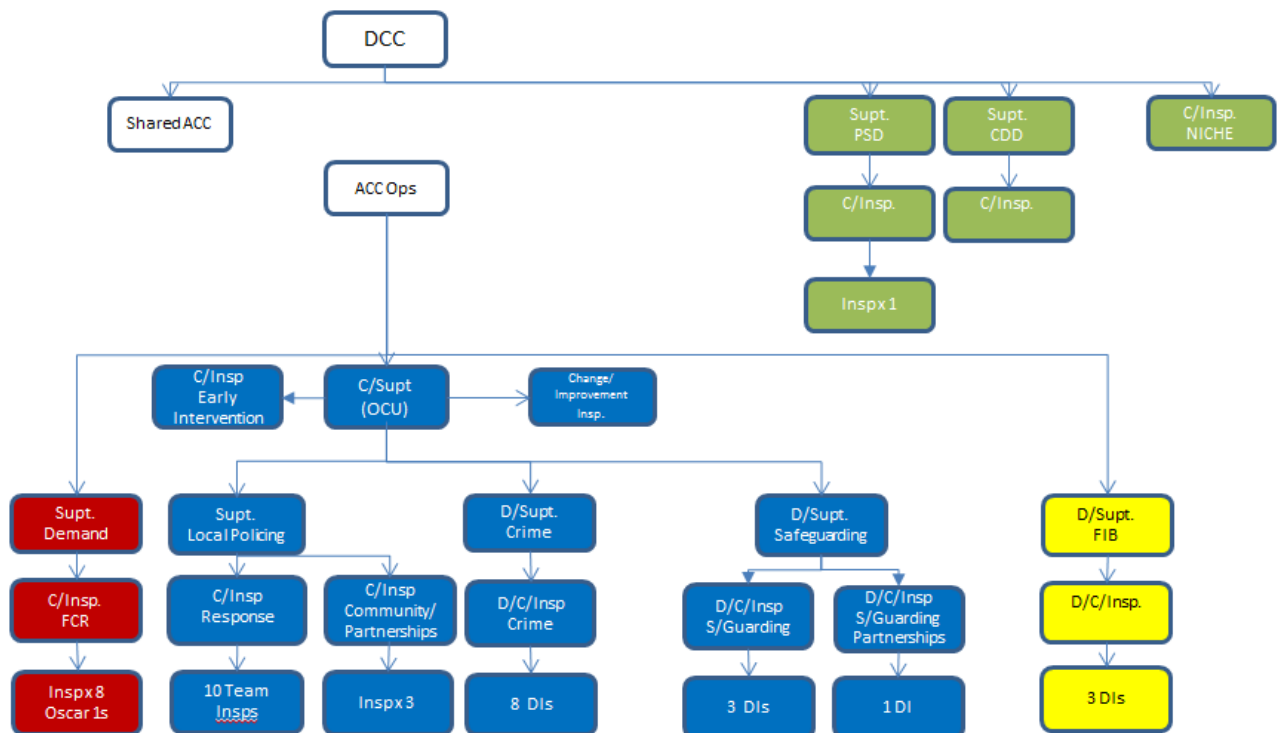 DCC
Shared ACC
Supt.
PSD
Supt.
CDD
C/Insp.
NICHE
ACC Ops
C/Insp.
C/Insp.
Inspx 1
C/Insp
Early
Intervention
C/Supt
(OCU)
Change/
Improvement
Insp.
Supt.
Demand
Supt.
Local Policing
D/Supt.
Crime
D/Supt.
Safeguarding
D/Supt.
FIB
C/Insp.
FCR
C/Insp
Response
C/Insp
Community/
Partnerships
D/C/Insp
Crime
D/C/Insp
S/Guarding
D/C/Insp
S/Guarding
Partnerships
D/C/Insp.
Inspx 8
Oscar 1s
10 Team
Insps
Inspx 3
8 DIs
3 DIs
1 DI
3 DIs